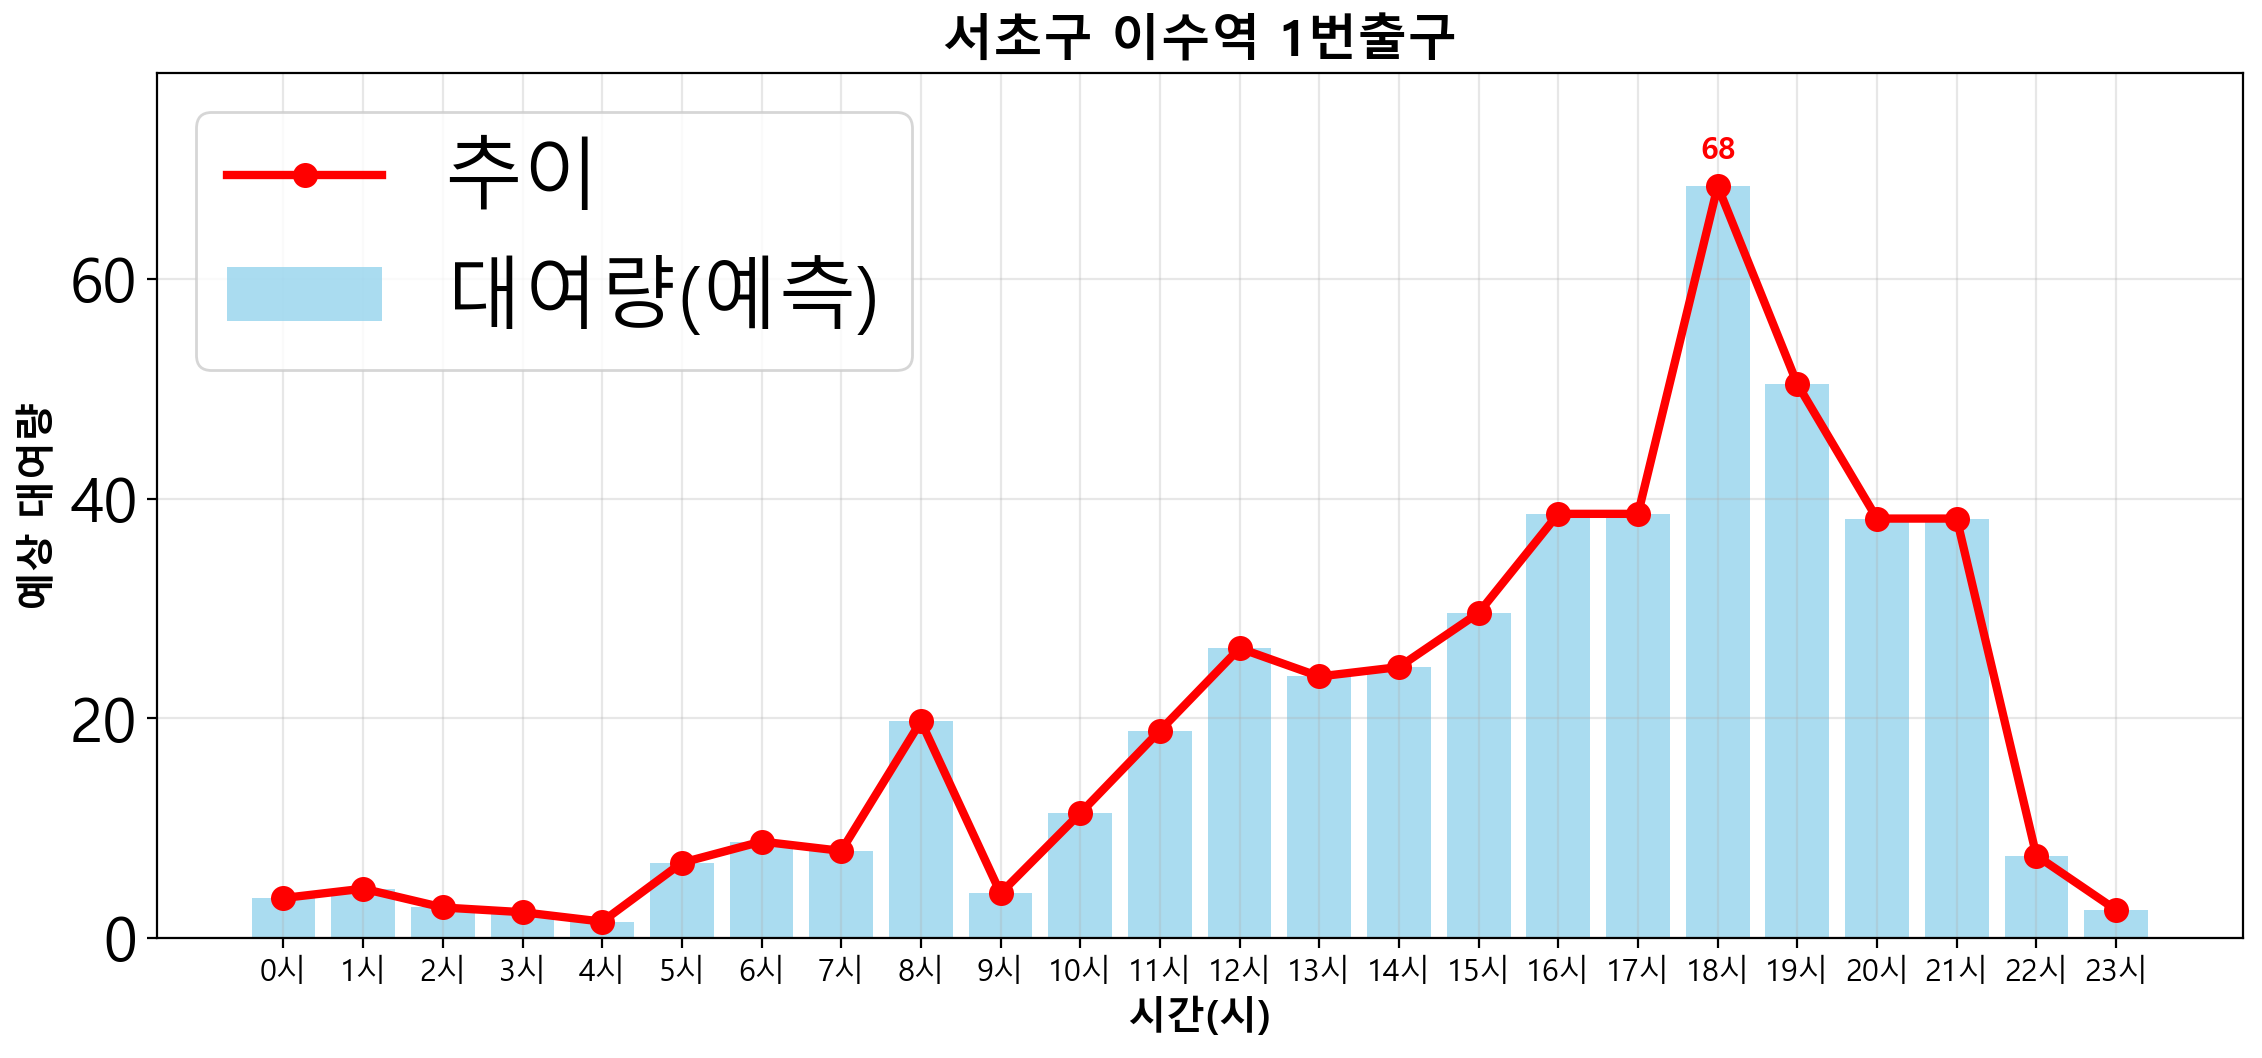 서초구 이수역 1번출구
추이
대여량(예측)
68
예상 대여량
60
40
20
0
0시 1시 2시 3시 4시 5시 6시 7시 8시 9시 10시 11시 12시 13시 14시 15시 16시 17시 18시 19시 20시 21시 22시 23시
시간(시)